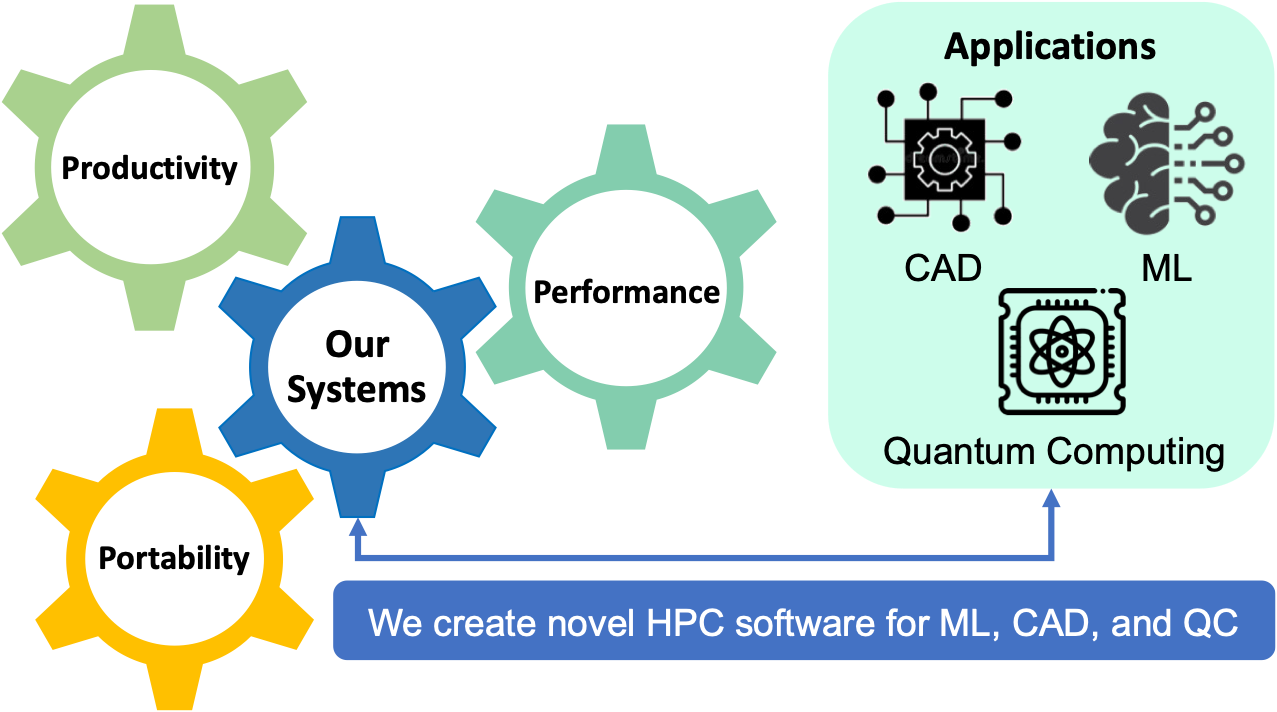 Productivity
Our
Systems
Portability
Performance
Applications
CAD
ML
Quantum Computing
We create novel HPC software for ML, CAD, and QC